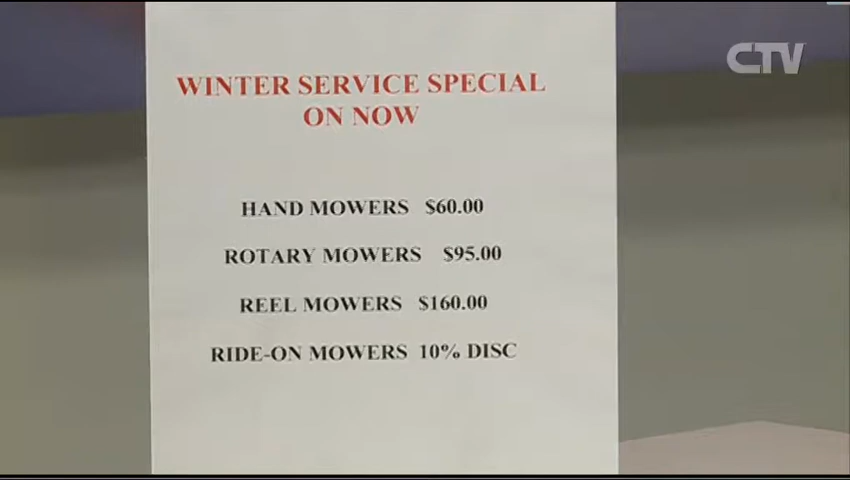 CTV
WINTER SERVICE SPECIAL
ON NOW
HAND MOWERS $60.00
ROTARY MOWERS $95.00
REEL MOWERS $160.00
RIDE-ON MOWERS 10% DISC